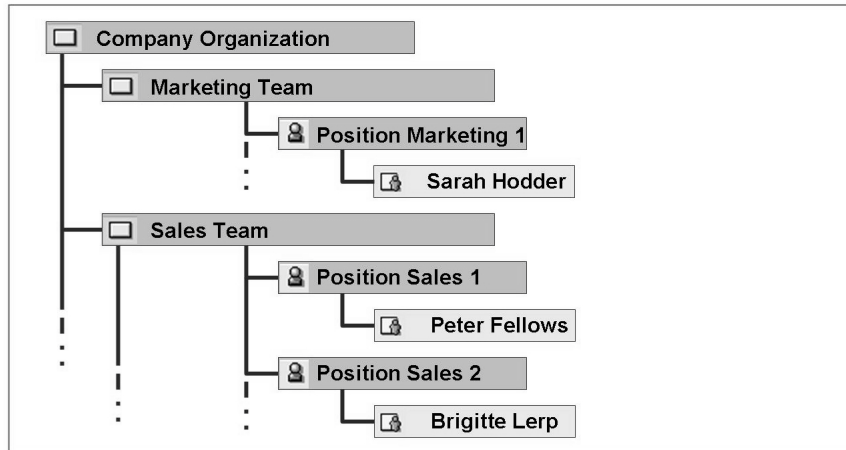 Company Organization
Marketing Team
Position Marketing 1
Sarah Hodder
Sales Team
Position Sales 1
Peter Fellows
Position Sales 2
Brigitte Lerp